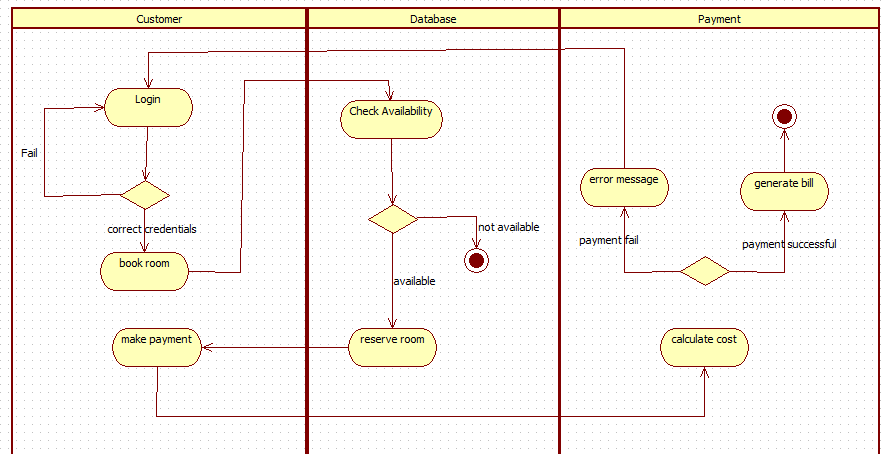 Customer
Database
Payment
Login
Check Availability
Fail
error message
generate bill
correct credentials
not available
payment fail
payment successful
book room
available
make payment
reserve room
calculate cost